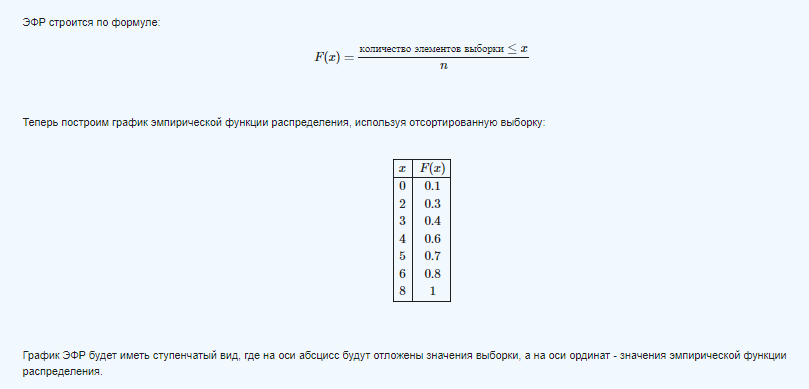 ЭФР строится по формуле:
F(x) = количество элементов выборки ≤ x / n
Теперь построим график эмпирической функции распределения, используя отсортированную выборку:
x F(x)
0 0.1
2 0.3
3 0.4
4 0.6
5 0.7
6 0.8
8 1
График ЭФР будет иметь ступенчатый вид, где на оси абсцисс будут отложены значения выборки, а на оси ординат - значения эмпирической функции
распределения.